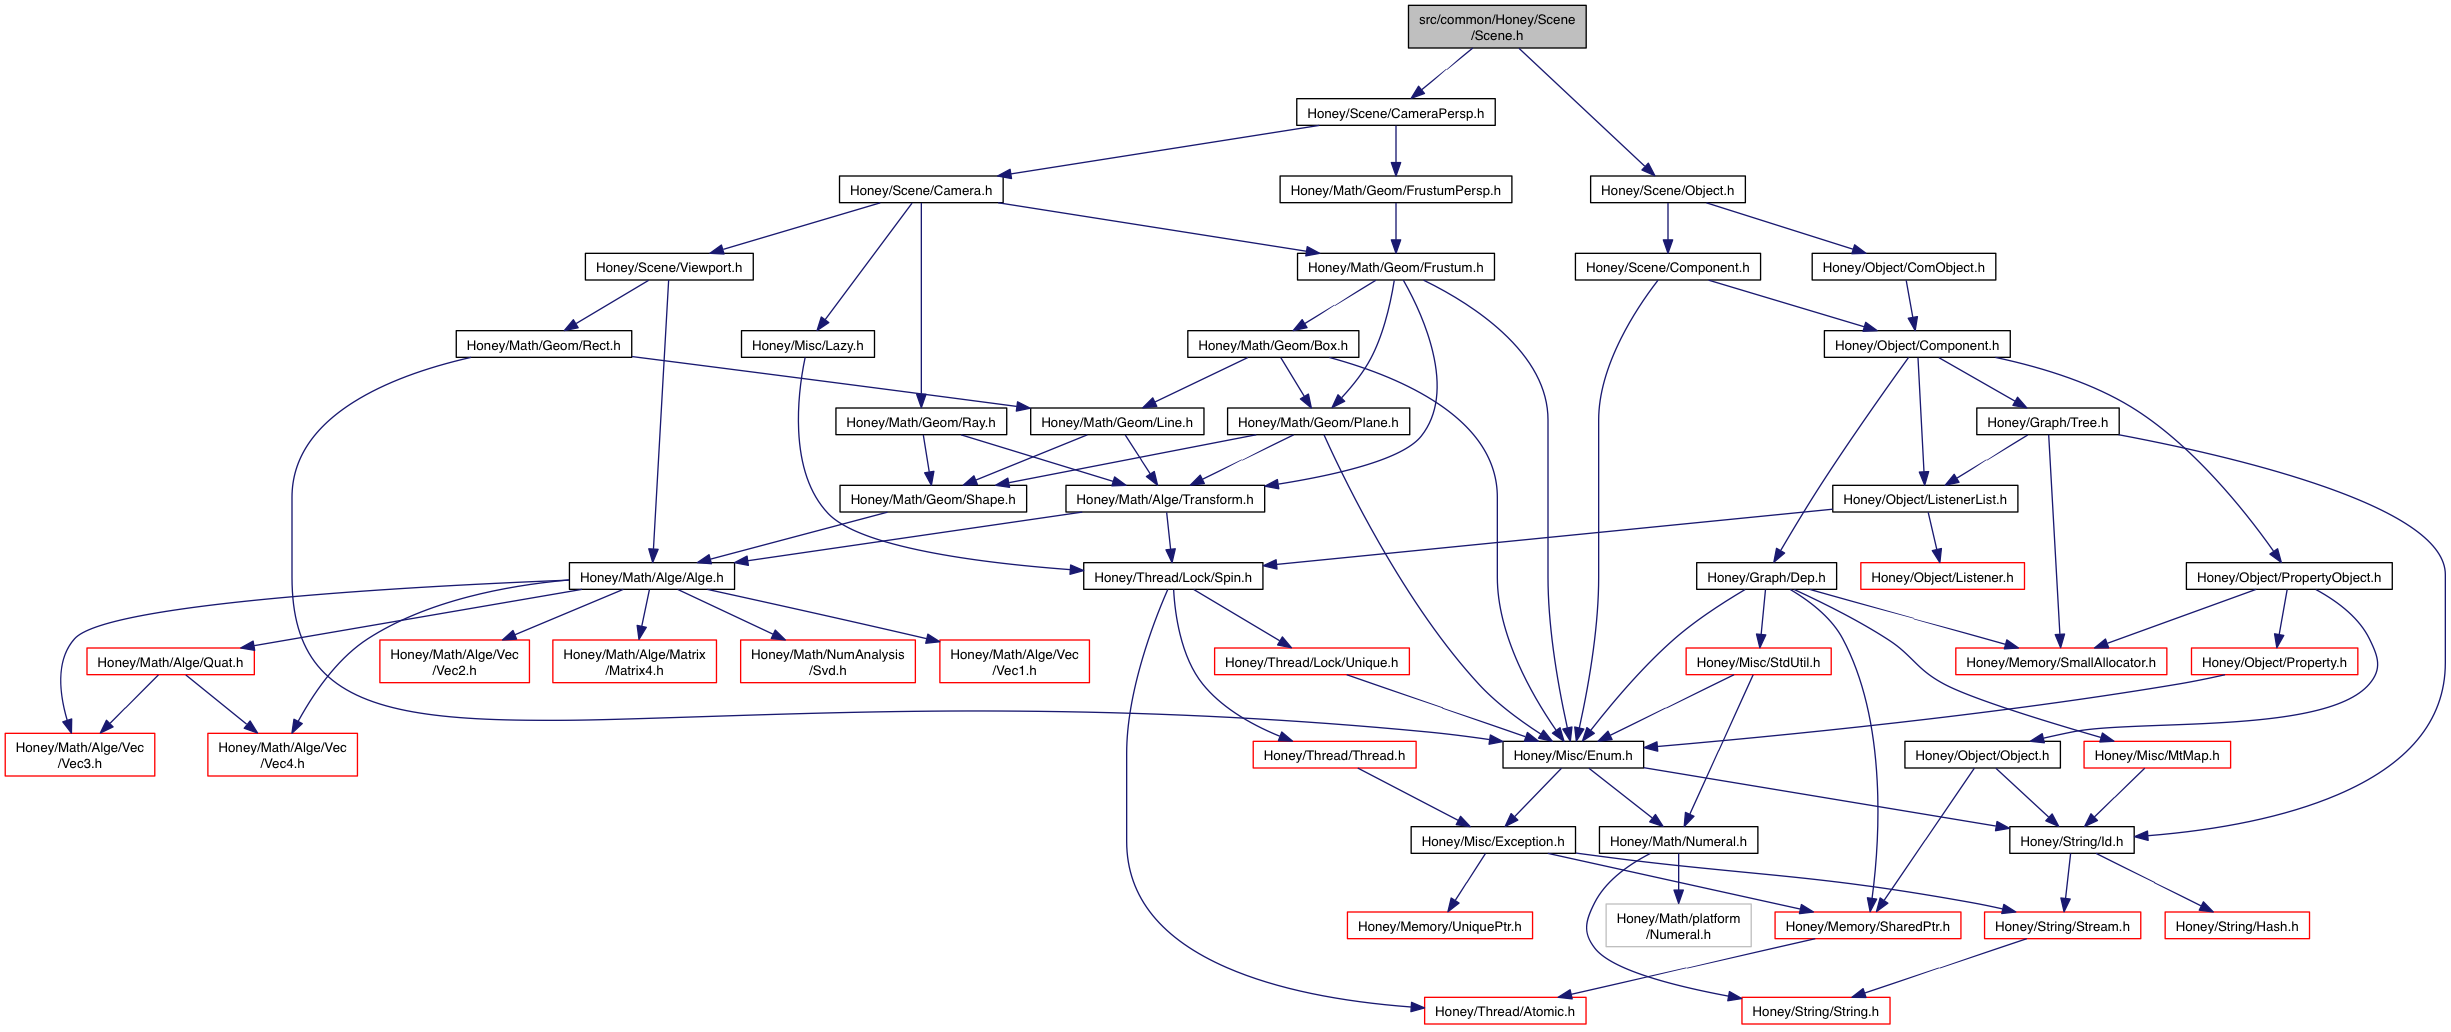 src/common/Honey/Scene
/Scene.h
Honey/Scene/CameraPersp.h
Honey/Scene/Camera.h
Honey/Math/Geom/FrustumPersp.h
Honey/Scene/Object.h
Honey/Scene/Viewport.h
Honey/Math/Geom/Frustum.h
Honey/Scene/Component.h
Honey/Object/ComObject.h
Honey/Math/Geom/Rect.h
Honey/Misc/Lazy.h
Honey/Math/Geom/Box.h
Honey/Object/Component.h
Honey/Math/Geom/Ray.h
Honey/Math/Geom/Line.h
Honey/Math/Geom/Plane.h
Honey/Graph/Tree.h
Honey/Math/Geom/Shape.h
Honey/Math/Alge/Transform.h
Honey/Object/ListenerList.h
Honey/Math/Alge/Alge.h
Honey/Thread/Lock/Spin.h
Honey/Graph/Dep.h
Honey/Object/Listener.h
Honey/Object/PropertyObject.h
Honey/Math/Alge/Quat.h
Honey/Math/Alge/Vec
/Vec2.h
Honey/Math/Alge/Matrix
/Matrix4.h
Honey/Math/NumAnalysis
/Svd.h
Honey/Math/Alge/Vec
/Vec1.h
Honey/Thread/Lock/Unique.h
Honey/Misc/StdUtil.h
Honey/Memory/SmallAllocator.h
Honey/Object/Property.h
Honey/Math/Alge/Vec
/Vec3.h
Honey/Math/Alge/Vec
/Vec4.h
Honey/Thread/Thread.h
Honey/Misc/Enum.h
Honey/Object/Object.h
Honey/Misc/MtMap.h
Honey/Misc/Exception.h
Honey/Math/Numeral.h
Honey/String/Id.h
Honey/Memory/UniquePtr.h
Honey/Math/platform
/Numeral.h
Honey/Memory/SharedPtr.h
Honey/String/Stream.h
Honey/String/Hash.h
Honey/Thread/Atomic.h
Honey/String/String.h